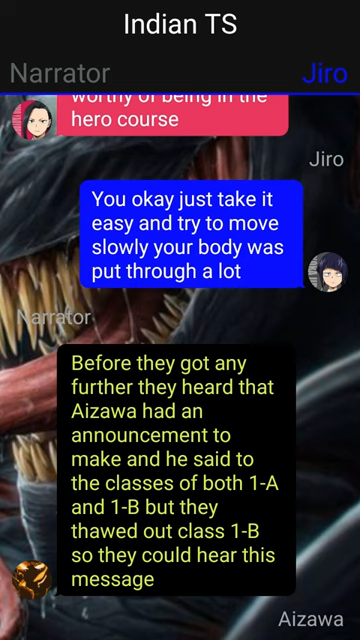 Indian TS
Narrator Jiro
worthy of being in the
hero course
Jiro
You okay just take it
easy and try to move
slowly your body was
put through a lot
Narrator
Before they got any
further they heard that
Aizawa had an
announcement to
make and he said to
the classes of both 1-A
and 1-B but they
thawed out class 1-B
so they could hear this
message
Aizawa